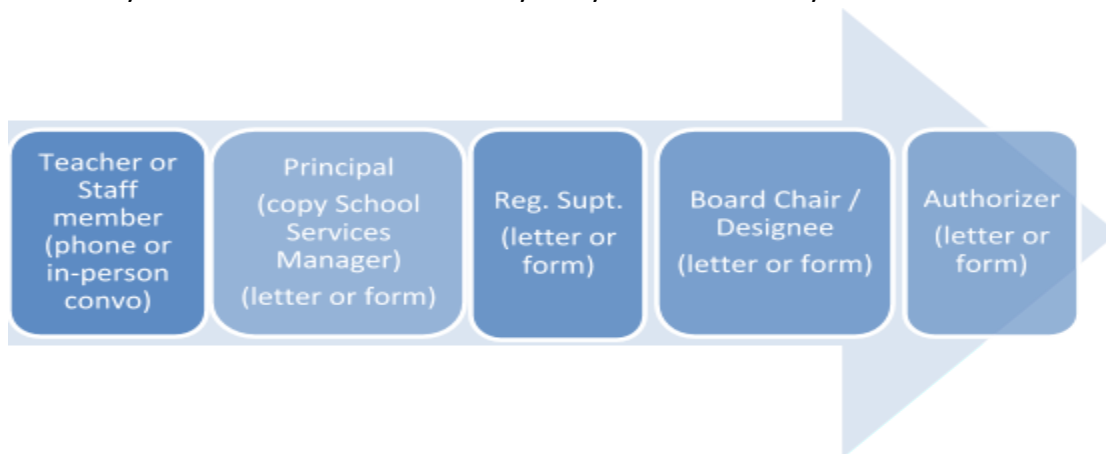 Teacher or
Staff
member
(phone or
in-person
convo)
Principal
(copy School
Services
Manager)
(letter or form)
Reg. Supt.
(letter or
form)
Board Chair /
Designee
(letter or form)
Authorizer
(letter or
form)